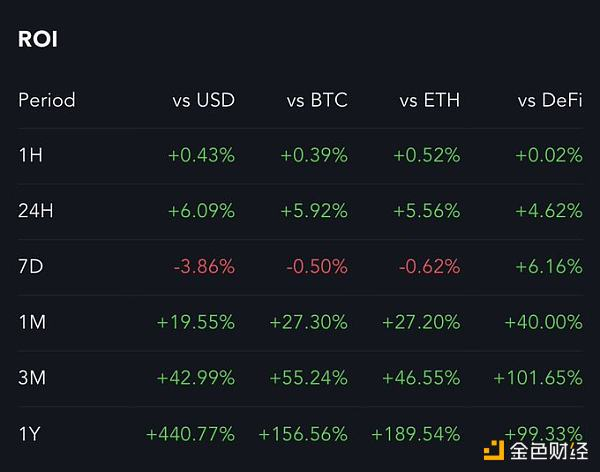 ROI
Period vs USD vs BTC vs ETH vs DeFi
1H +0.43% +0.39% +0.52% +0.02%
24H +6.09% +5.92% +5.56% +4.62%
7D -3.86% -0.50% -0.62% +6.16%
1M +19.55% +27.30% +27.20% +40.00%
3M +42.99% +55.24% +46.55% +101.65%
1Y +440.77% +156.56% +189.54% +99.33%
金色财经